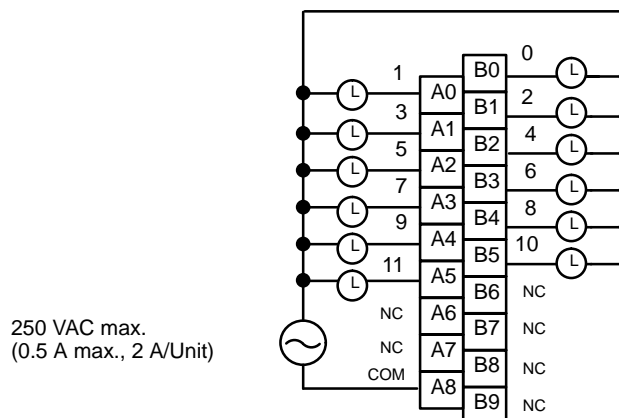 0
B0
L
1
L
A0
2
B1
L
3
L
A1
4
B2
L
5
L
A2
6
B3
L
7
L
A3
8
B4
L
9
L
A4
10
B5
L
11
L
A5
B6
NC
NC
A6
B7
NC
NC
A7
B8
NC
COM
A8
B9
NC
250 VAC max.
(0.5 A max., 2 A/Unit)